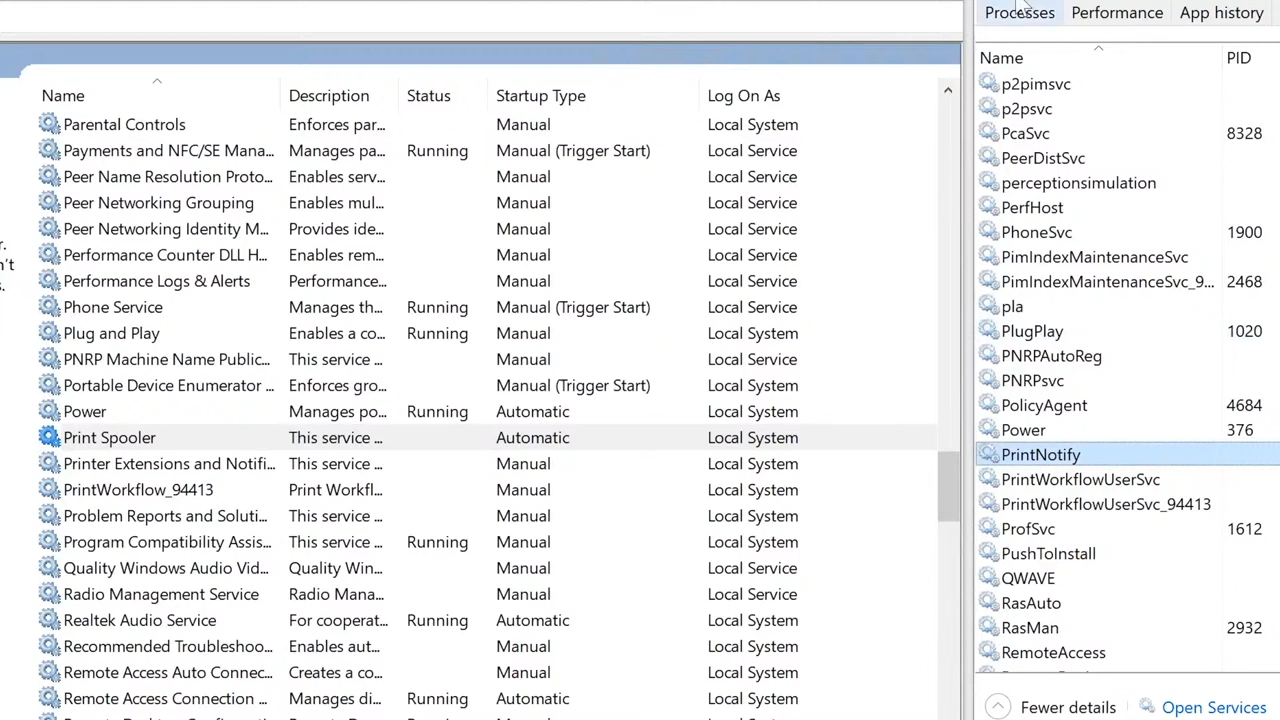 Processes Performance App history
Name Description Status Startup Type Log On As
Parental Controls Enforces par... Manual Local System
Payments and NFC/SE Mana... Manages pa... Running Manual (Trigger Start) Local Service
Peer Name Resolution Proto... Enables serv... Manual Local Service
Peer Networking Grouping Enables mul... Manual Local Service
Peer Networking Identity M... Provides ide... Manual Local Service
Performance Counter DLL H... Enables rem... Manual Local Service
Performance Logs & Alerts Performance... Manual Local Service
Phone Service Manages th... Running Manual (Trigger Start) Local Service
Plug and Play Enables a co... Running Manual Local System
PNRP Machine Name Public... This service ... Manual Local Service
Portable Device Enumerator ... Enforces gro... Manual (Trigger Start) Local System
Power Manages po... Running Automatic Local System
Print Spooler This service ... Automatic Local System
Printer Extensions and Notifi... This service ... Manual Local System
PrintWorkflow_94413 Print Workfl... Manual Local System
Problem Reports and Soluti... This service ... Manual Local System
Program Compatibility Assis... This service ... Running Manual Local System
Quality Windows Audio Vid... Quality Win... Manual Local Service
Radio Management Service Radio Mana... Manual Local Service
Realtek Audio Service For cooperat... Running Automatic Local System
Recommended Troubleshoo... Enables aut... Manual Local System
Remote Access Auto Connec... Creates a co... Manual Local System
Remote Access Connection ... Manages di... Running Automatic Local System
r.
n't
s.
Name PID
p2pimsvc
p2psvc
PcaSvc 8328
PeerDistSvc
perceptionsimulation
PerfHost
PhoneSvc 1900
PimIndexMaintenanceSvc
PimIndexMaintenanceSvc_9... 2468
pla
PlugPlay 1020
PNRPAutoReg
PNRPsvc
PolicyAgent 4684
Power 376
PrintNotify
PrintWorkflowUserSvc
PrintWorkflowUserSvc_94413
ProfSvc 1612
PushToInstall
QWAVE
RasAuto
RasMan 2932
RemoteAccess
Fewer details Open Services